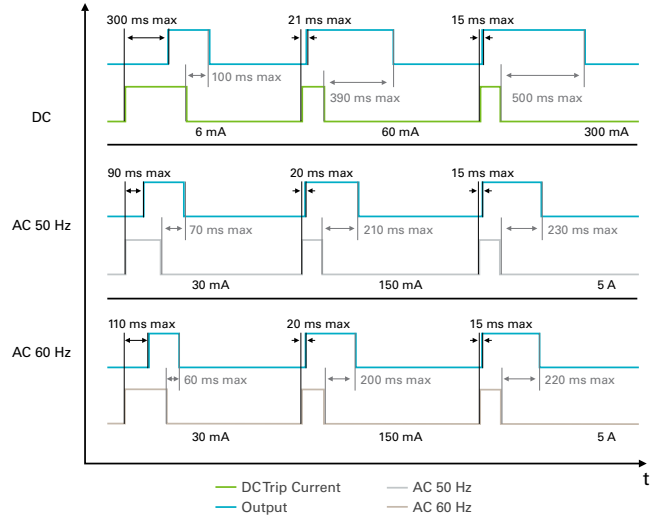 300 ms max 21 ms max 15 ms max
100 ms max
390 ms max 500 ms max
DC
6 mA 60 mA 300 mA
90 ms max 20 ms max 15 ms max
AC 50 Hz
70 ms max 210 ms max 230 ms max
30 mA 150 mA 5 A
110 ms max 20 ms max 15 ms max
AC 60 Hz
60 ms max 200 ms max 220 ms max
30 mA 150 mA 5 A
t
DC Trip Current AC 50 Hz
Output AC 60 Hz